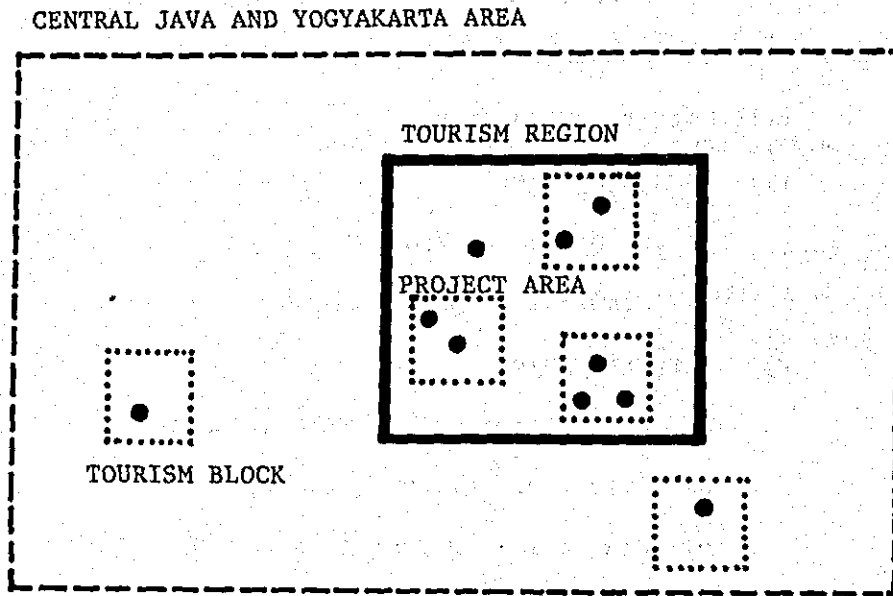 CENTRAL JAVA AND YOGYAKARTA AREA
TOURISM REGION
PROJECT AREA
TOURISM BLOCK